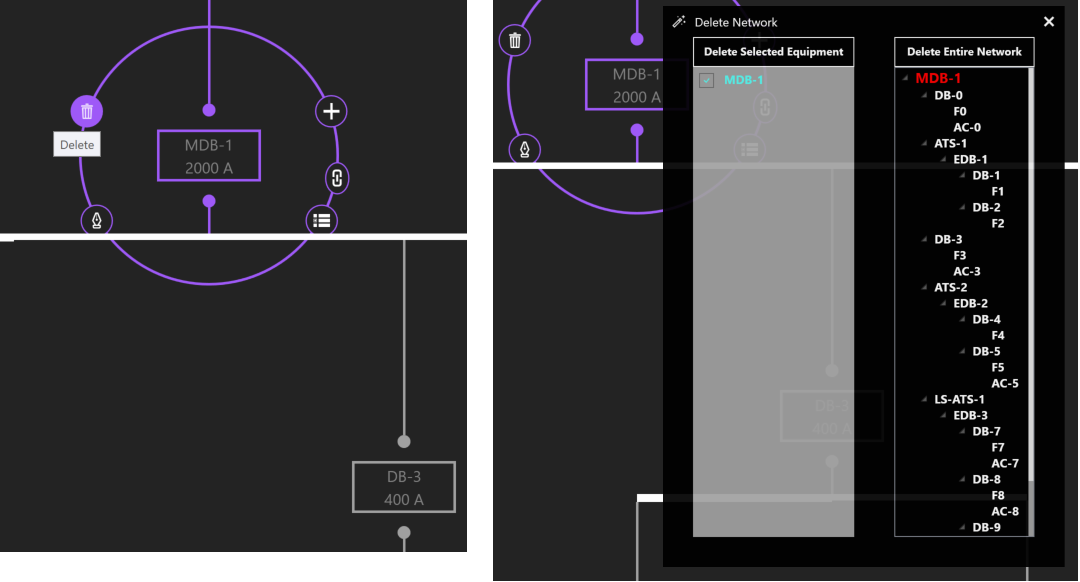 MDB-1
2000 A
Delete
DB-3
400 A
MDB-1
2000 A
DB-3
400 A
Delete Network
Delete Selected Equipment
MDB-1
Delete Entire Network
MDB-1
DB-0
F0
AC-0
ATS-1
EDB-1
DB-1
F1
DB-2
F2
DB-3
F3
AC-3
ATS-2
EDB-2
DB-4
F4
DB-5
F5
AC-5
LS-ATS-1
EDB-3
DB-7
F7
AC-7
DB-8
F8
AC-8
DB-9